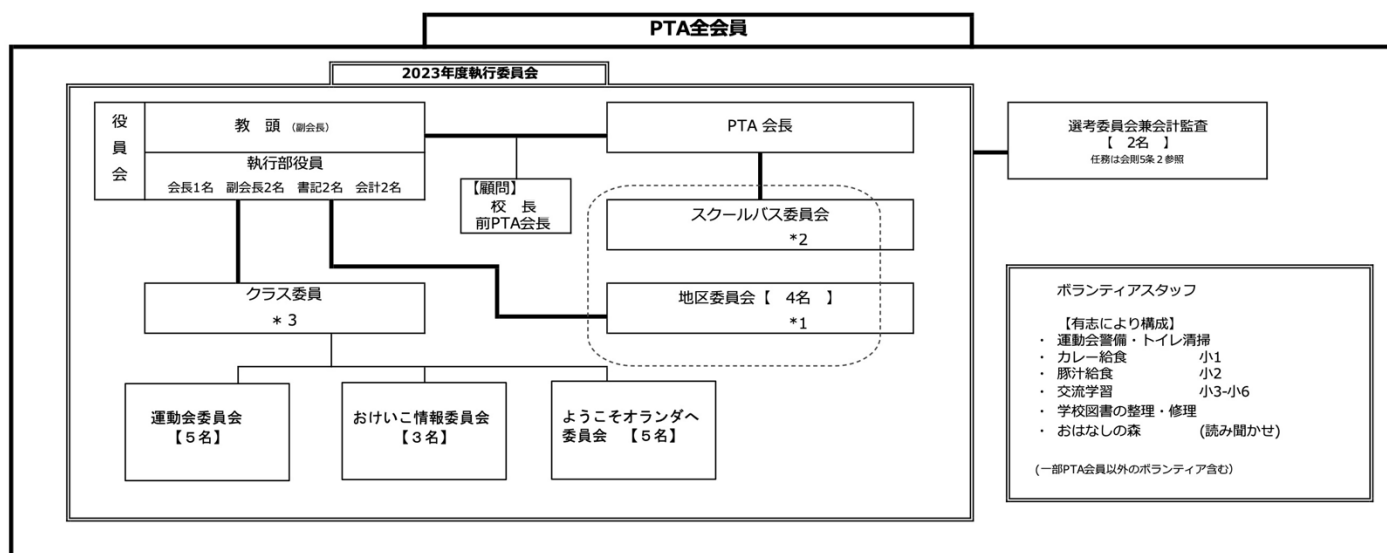 PTA全会員
2023年度執行委員会
役員会
教　頭 （副会長）
執行部役員
会長1名　副会長2名　書記2名　会計2名
PTA 会長
【顧問】
校　長
前PTA会長
スクールバス委員会
*2
地区委員会【　4名　】
*1
クラス委員
＊3
運動会委員会
【５名】
おけいこ情報委員会
【３名】
ようこそオランダへ
委員会　【５名】
選考委員会兼会計監査
【　2名　】
任務は会則5条２参照
ボランティアスタッフ
【有志により構成】
・ 運動会警備・トイレ清掃
・ カレー給食　小1
・ 豚汁給食　小2
・ 交流学習　小3-小6
・ 学校図書の整理・修理
・ おはなしの森　(読み聞かせ)
(一部PTA会員以外のボランティア含む）